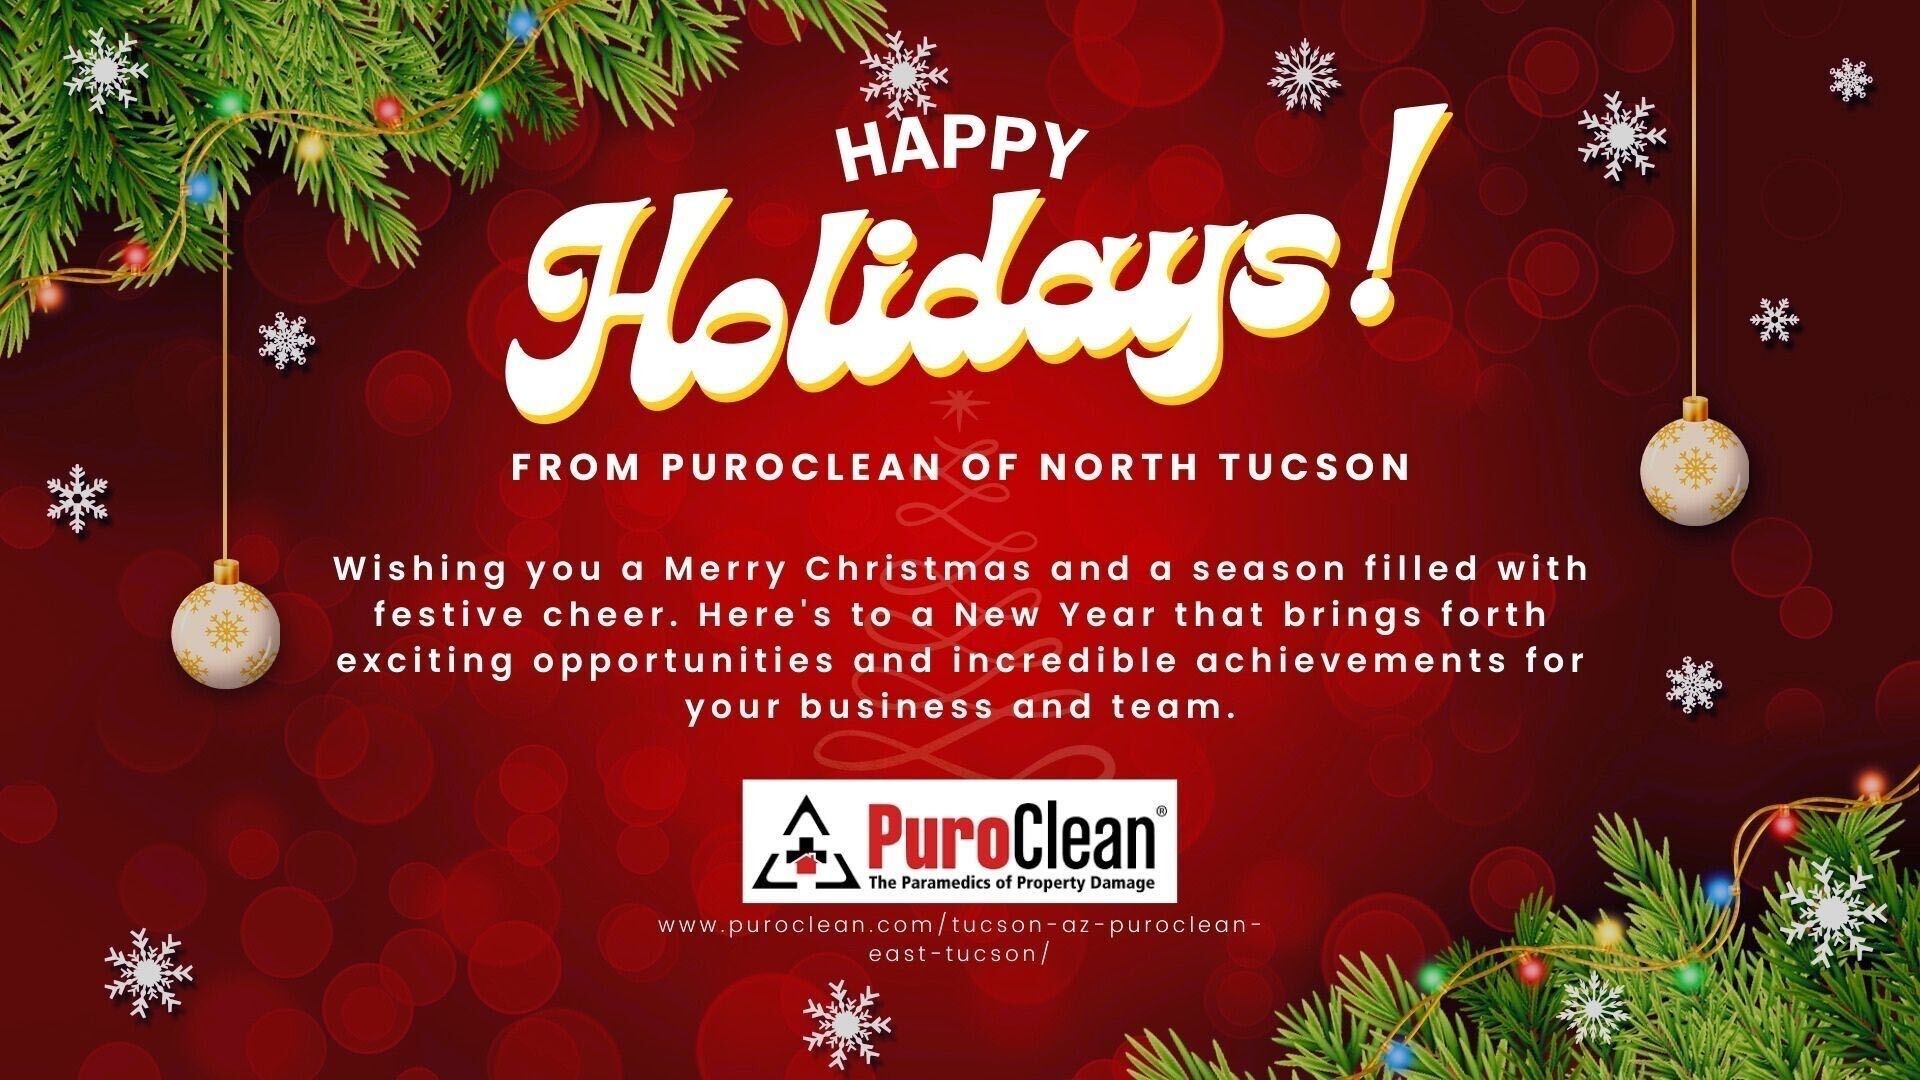 HAPPY
Holidays!
FROM PUROCLEAN OF NORTH TUCSON
Wishing you a Merry Christmas and a season filled with
festive cheer. Here's to a New Year that brings forth
exciting opportunities and incredible achievements for
your business and team.
PuroClean®
The Paramedics of Property Damage
www.puroclean.com/tucson-az-puroclean-
east-tucson/